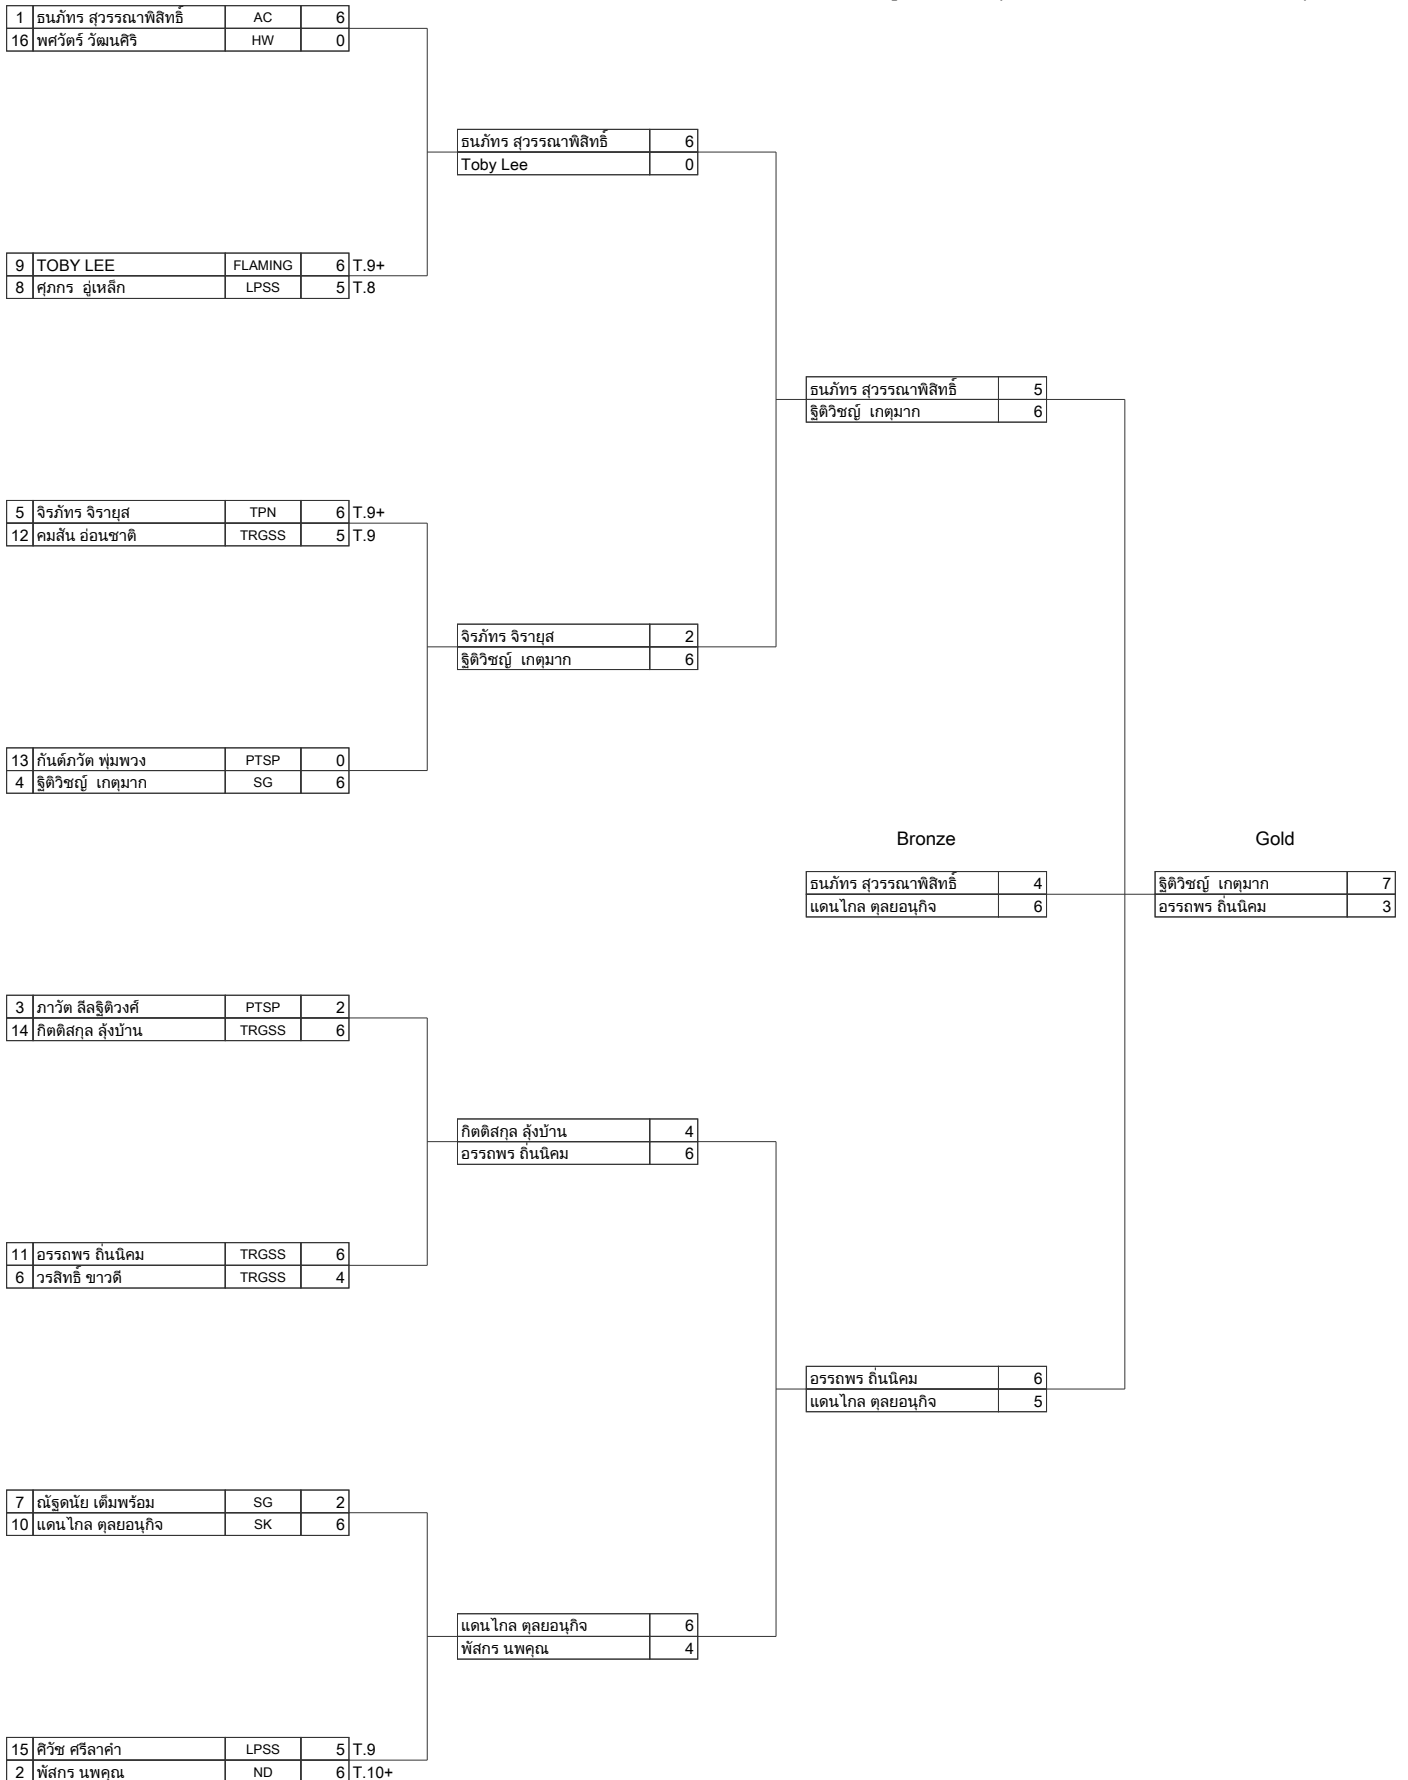 1 ธนภัทร สุวรรณาพิสิทธิ์ AC 6
16 พศวัตร์ วัฒนศิริ HW 0
ธนภัทร สุวรรณาพิสิทธิ์ 6
Toby Lee 0
9 TOBY LEE FLAMING 6 T.9+
8 ศุภกร อู่เหล็ก LPSS 5 T.8
ธนภัทร สุวรรณาพิสิทธิ์ 5
ฐิติวิชญ์ เกตุมาก 6
5 จิรภัทร จิรายุส TPN 6 T.9+
12 คมสัน อ่อนชาติ TRGSS 5 T.9
จิรภัทร จิรายุส 2
ฐิติวิชญ์ เกตุมาก 6
13 กันต์ภวัต พุ่มพวง PTSP 0
4 ฐิติวิชญ์ เกตุมาก SG 6
Bronze Gold
ธนภัทร สุวรรณาพิสิทธิ์ 4 ฐิติวิชญ์ เกตุมาก 7
แดนไกล ตุลยอนุกิจ 6 อรรถพร ถิ่นนิคม 3
3 ภาวัต ลีลฐิติวงศ์ PTSP 2
14 กิตติสกุล ลุ้งบ้าน TRGSS 6
กิตติสกุล ลุ้งบ้าน 4
อรรถพร ถิ่นนิคม 6
11 อรรถพร ถิ่นนิคม TRGSS 6
6 วรสิทธิ์ ขาวดี TRGSS 4
อรรถพร ถิ่นนิคม 6
แดนไกล ตุลยอนุกิจ 5
7 ณัฐดนัย เต็มพร้อม SG 2
10 แดนไกล ตุลยอนุกิจ SK 6
แดนไกล ตุลยอนุกิจ 6
พัสกร นพคุณ 4
15 ศิวัช ศรีลาคำ LPSS 5 T.9
2 พัสกร นพคุณ ND 6 T.10+